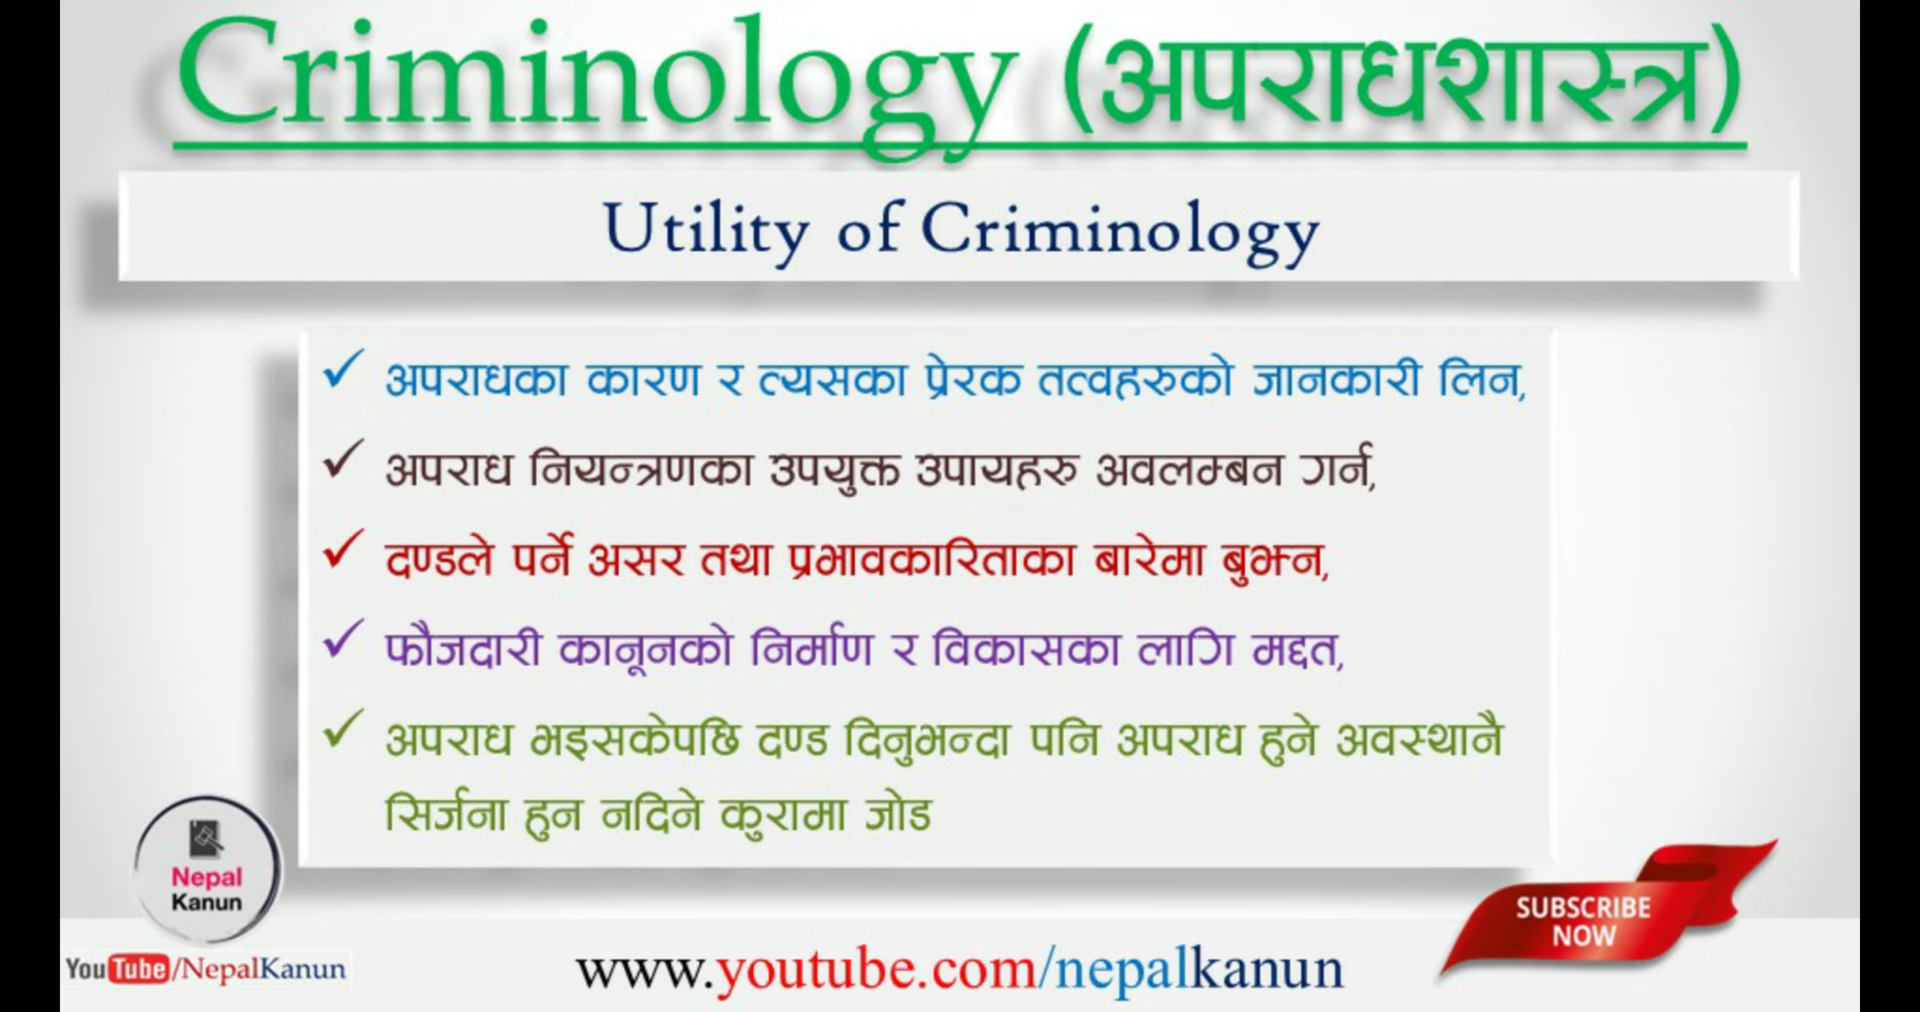 Criminology (अपराधशास्त्र)
Utility of Criminology
✓ अपराधका कारण र त्यसका प्रेरक तत्वहरुको जानकारी लिन,
✓ अपराध नियन्त्रणका उपयुक्त उपायहरु अवलम्बन गर्न,
✓ दण्डले पर्ने असर तथा प्रभावकारिताका बारेमा बुझ्न,
✓ फौजदारी कानूनको निर्माण र विकासका लागि मद्दत,
✓ अपराध भइसकेपछि दण्ड दिनुभन्दा पनि अपराध हुने अवस्थानै
सिर्जना हुन नदिने कुरामा जोड
Nepal
Kanun
YouTube/NepalKanun
www.youtube.com/nepalkanun
SUBSCRIBE
NOW